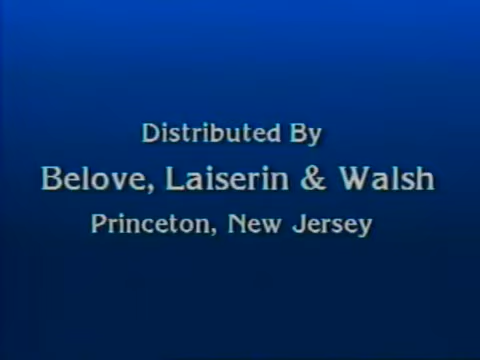 Distributed By
Belove, Laiserin & Walsh
Princeton, New Jersey